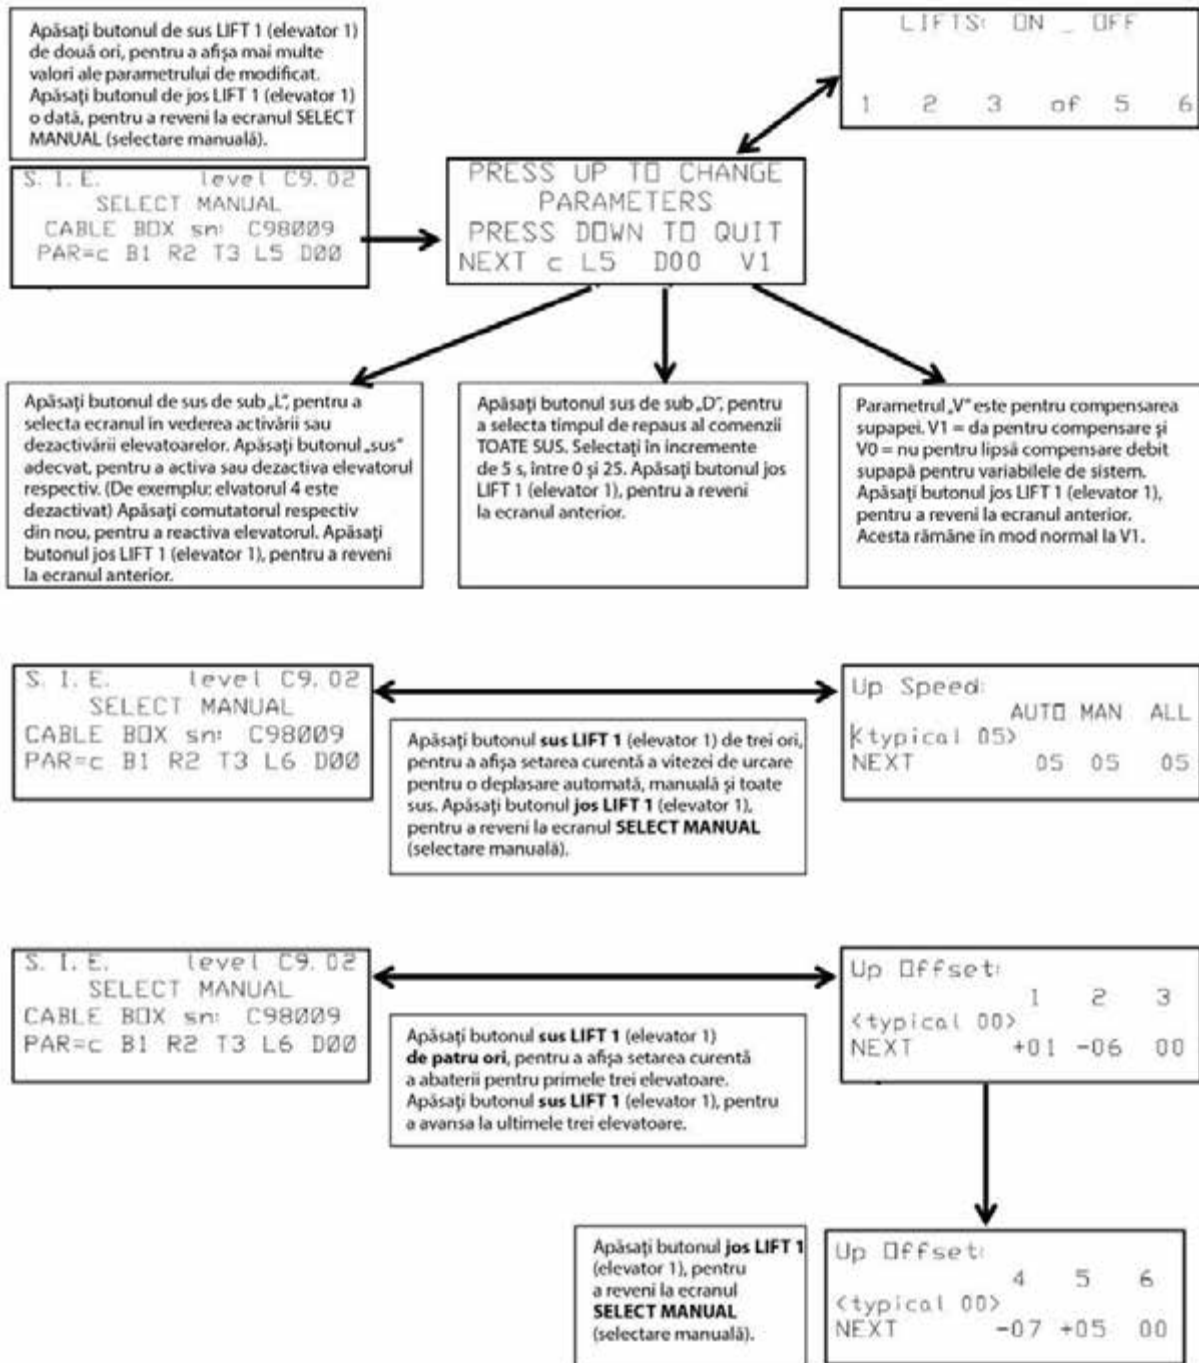 Apăsați butonul de sus LIFT 1 (elevator 1)
de două ori, pentru a afișa mai multe
valori ale parametrului de modificat.
Apăsați butonul de jos LIFT 1 (elevator 1)
o dată, pentru a reveni la ecranul SELECT
MANUAL (selectare manuală).
LIFTS: ON _ OFF
1 2 3 of 5 6
S. I. E. level C9.02
SELECT MANUAL
CABLE BOX sn: C98009
PAR=c B1 R2 T3 L5 D00
PRESS UP TO CHANGE
PARAMETERS
PRESS DOWN TO QUIT
NEXT c L5 D00 V1
Apăsați butonul de sus de sub „L”, pentru a
selecta ecranul în vederea activării sau
dezactivării elevatoarelor. Apăsați butonul „sus”
adecvat, pentru a activa sau dezactiva elevatorul
respectiv. (De exemplu: elvatorul 4 este
dezactivat) Apăsați comutatorul respectiv
din nou, pentru a reactiva elevatorul. Apăsați
butonul jos LIFT 1 (elevator 1), pentru a reveni
la ecranul anterior.
Apăsați butonul sus de sub „D”, pentru
a selecta timpul de repaus al comenzii
TOATE SUS. Selectați în incremente
de 5 s, între 0 și 25. Apăsați butonul jos
LIFT 1 (elevator 1), pentru a reveni
la ecranul anterior.
Parametrul „V” este pentru compensarea
supapei. V1 = da pentru compensare și
V0 = nu pentru lipsă compensare debit
supapă pentru variabilele de sistem.
Apăsați butonul jos LIFT 1 (elevator 1),
pentru a reveni la ecranul anterior.
Acesta rămâne în mod normal la V1.
S. I. E. level C9.02
SELECT MANUAL
CABLE BOX sn: C98009
PAR=c B1 R2 T3 L6 D00
Apăsați butonul sus LIFT 1 (elevator 1) de trei ori,
pentru a afișa setarea curentă a vitezei de urcare
pentru o deplasare automată, manuală și toate
sus. Apăsați butonul jos LIFT 1 (elevator 1),
pentru a reveni la ecranul SELECT MANUAL
(selectare manuală).
Up Speed:
AUTO MAN ALL
<typical 05>
NEXT 05 05 05
S. I. E. level C9.02
SELECT MANUAL
CABLE BOX sn: C98009
PAR=c B1 R2 T3 L6 D00
Apăsați butonul sus LIFT 1 (elevator 1)
de patru ori, pentru a afișa setarea curentă
a abaterii pentru primele trei elevatoare.
Apăsați butonul sus LIFT 1 (elevator 1), pentru
a avansa la ultimele trei elevatoare.
Up Offset:
1 2 3
<typical 00>
NEXT +01 -06 00
Apăsați butonul jos LIFT 1
(elevator 1), pentru
a reveni la ecranul
SELECT MANUAL
(selectare manuală).
Up Offset:
4 5 6
<typical 00>
NEXT -07 +05 00